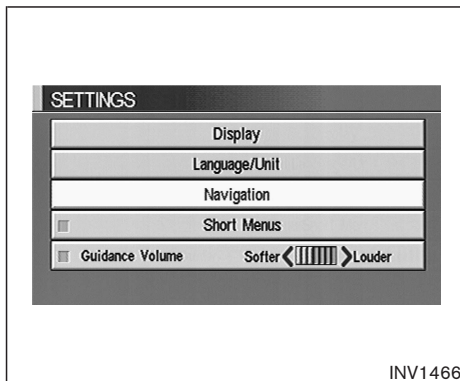 SETTINGS
Display
Language/Unit
Navigation
Short Menus
Guidance Volume Softer Louder
INV1466